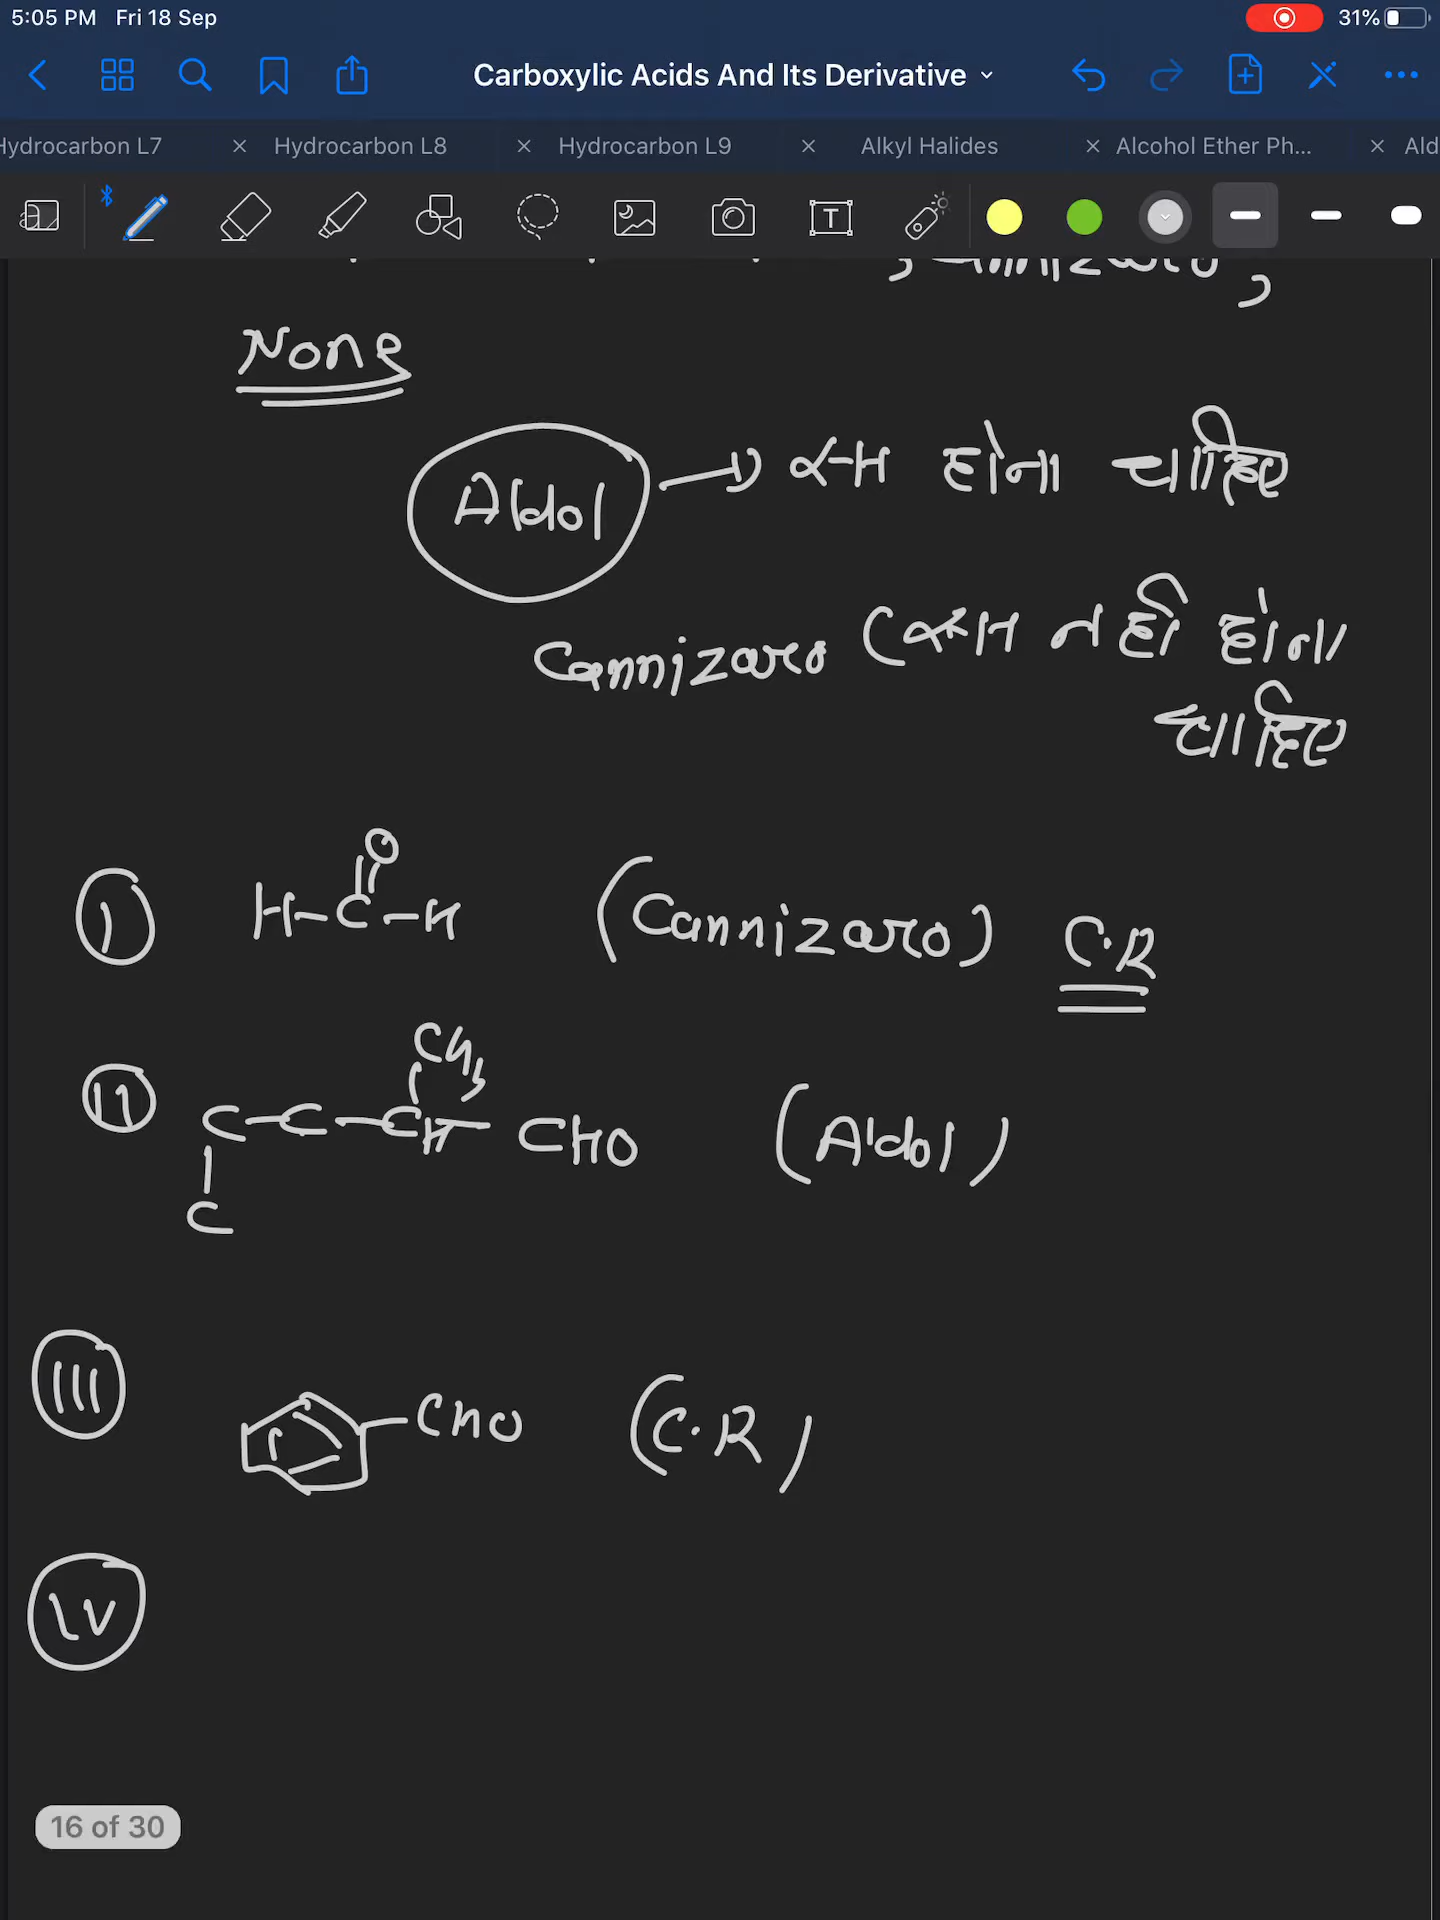 5:05 PM Fri 18 Sep 31%
Carboxylic Acids And Its Derivative
Hydrocarbon L7 × Hydrocarbon L8 × Hydrocarbon L9 × Alkyl Halides × Alcohol Ether Ph... × Ald
None
Aldol → α-H होना चाहिए
Cannizaro (α-H नही होना
चाहिए
I H-C-H O (Cannizaro) C.R
CH3
II C-C-CH-CHO (Aldol)
C
III CHO (C.R)
IV
16 of 30